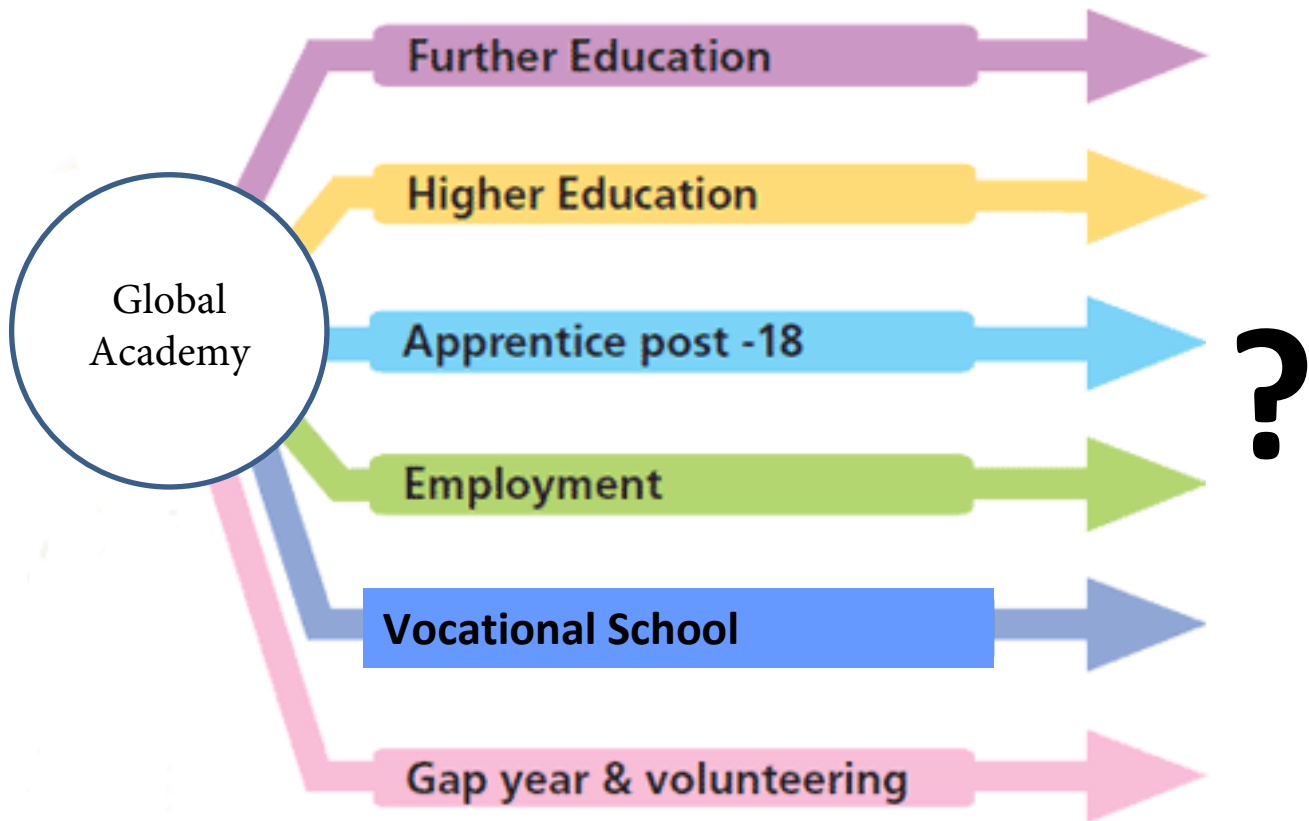 Further Education
Higher Education
Global
Academy
Apprentice post -18
?
Employment
Vocational School
Gap year & volunteering